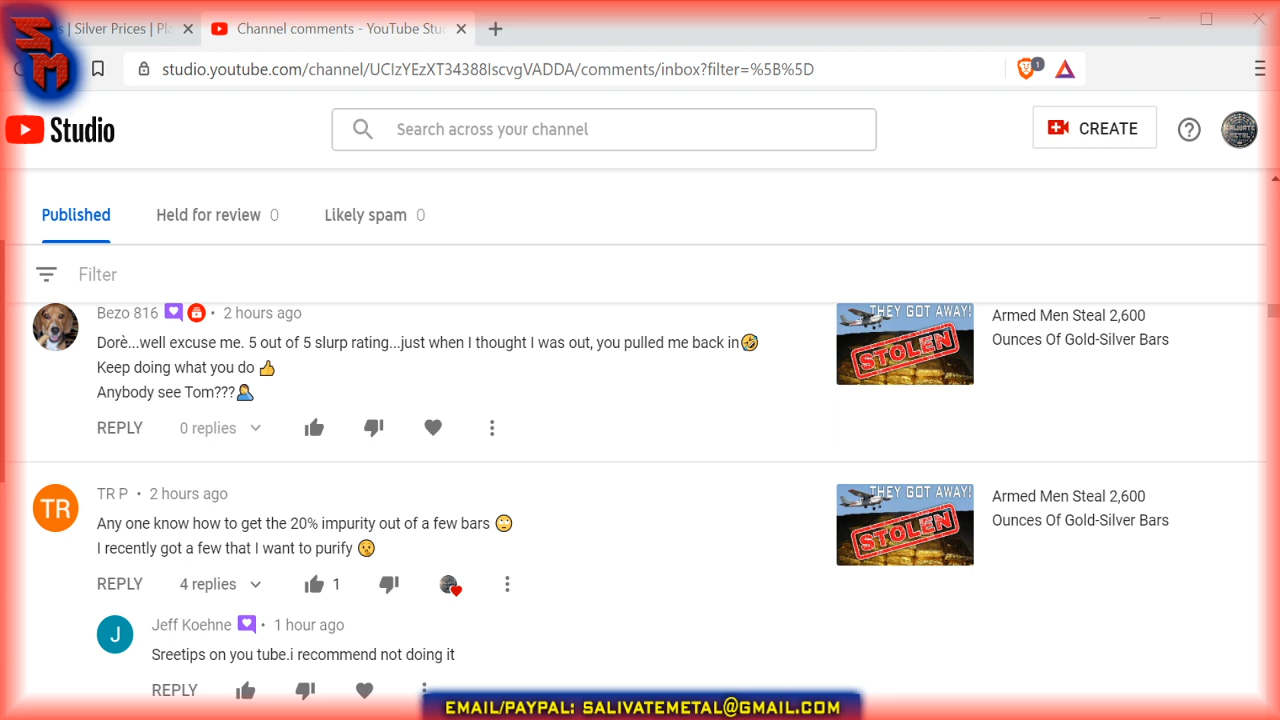 SM
s | Silver Prices | Pla
Channel comments - YouTube Stud
studio.youtube.com/channel/UCIzYEzXT34388IscvgVADDA/comments/inbox?filter=%5B%5D
1
Studio
Search across your channel
CREATE
SALIVATE
METAL
Published
Held for review 0
Likely spam 0
Filter
Bezo 816 • 2 hours ago
Dorè...well excuse me. 5 out of 5 slurp rating...just when I thought I was out, you pulled me back in🤣
Keep doing what you do 👍
Anybody see Tom???🤦‍♂️
REPLY 0 replies
THEY GOT AWAY!
STOLEN
Armed Men Steal 2,600
Ounces Of Gold-Silver Bars
TR
TR P • 2 hours ago
Any one know how to get the 20% impurity out of a few bars 🙄
I recently got a few that I want to purify 🤫
REPLY 4 replies 1
THEY GOT AWAY!
STOLEN
Armed Men Steal 2,600
Ounces Of Gold-Silver Bars
J
Jeff Koehne • 1 hour ago
Sreetips on you tube.i recommend not doing it
REPLY
EMAIL/PAYPAL: SALIVATEMETAL@GMAIL.COM